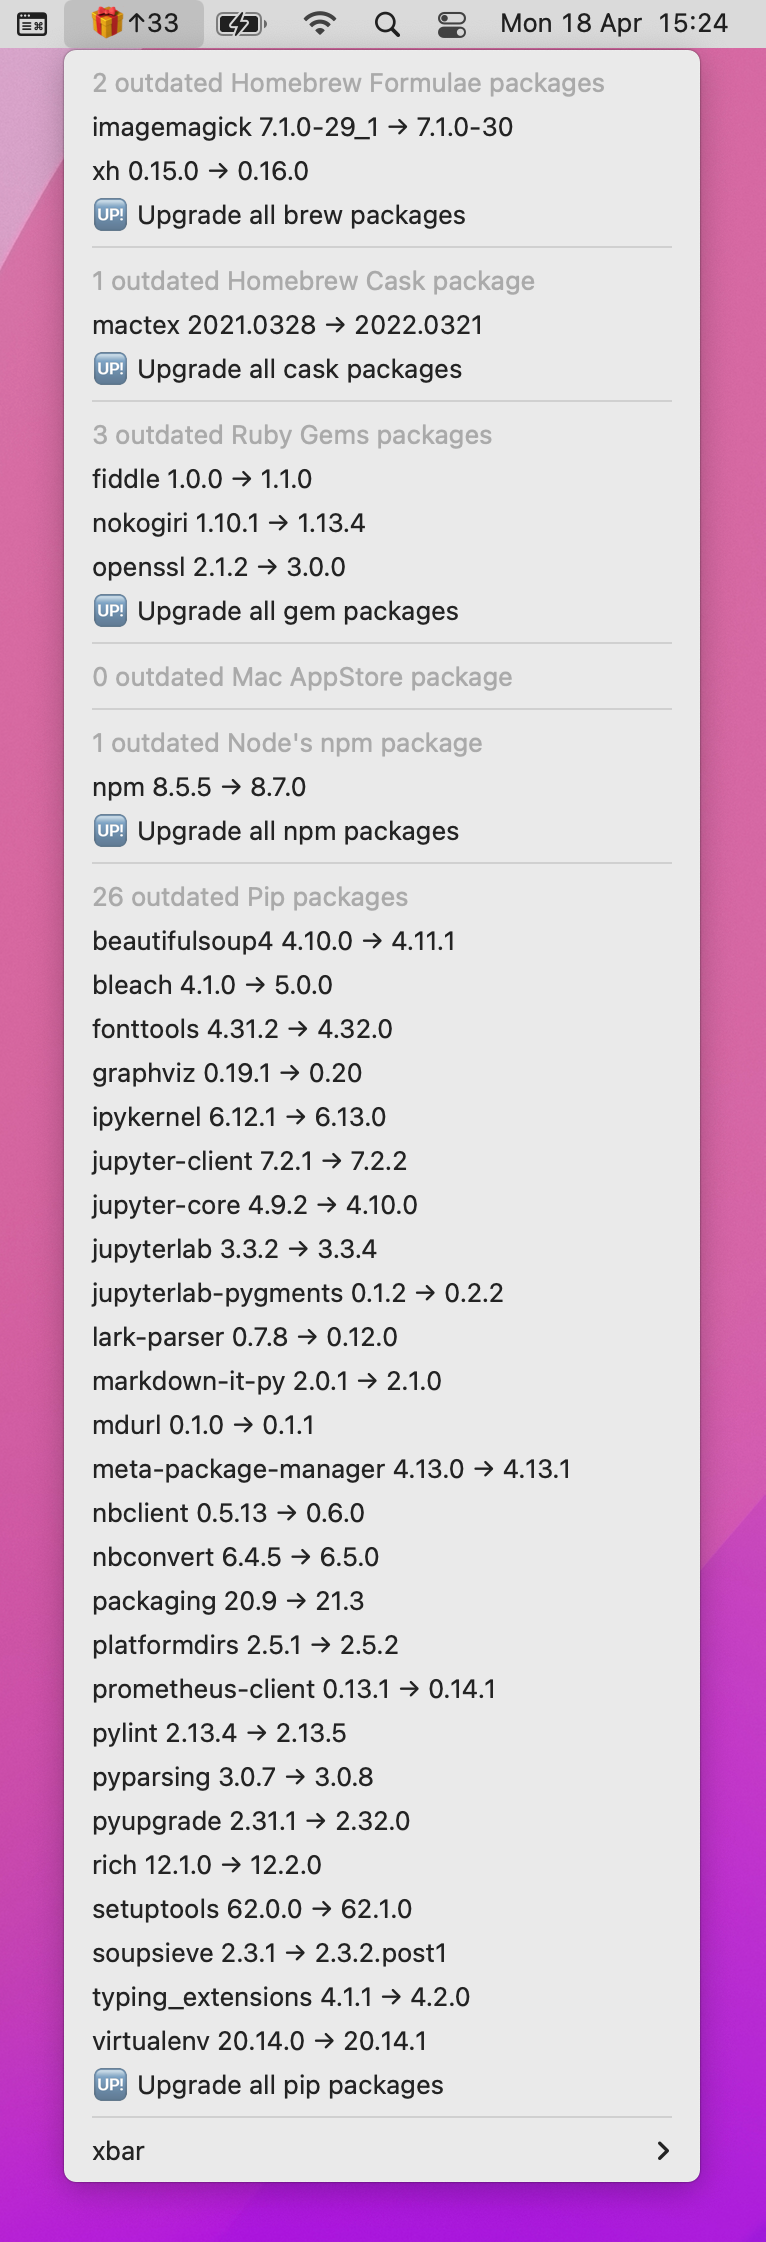 🎁↑33 Mon 18 Apr 15:24
2 outdated Homebrew Formulae packages
imagemagick 7.1.0-29_1 → 7.1.0-30
xh 0.15.0 → 0.16.0
UP! Upgrade all brew packages
1 outdated Homebrew Cask package
mactex 2021.0328 → 2022.0321
UP! Upgrade all cask packages
3 outdated Ruby Gems packages
fiddle 1.0.0 → 1.1.0
nokogiri 1.10.1 → 1.13.4
openssl 2.1.2 → 3.0.0
UP! Upgrade all gem packages
0 outdated Mac AppStore package
1 outdated Node's npm package
npm 8.5.5 → 8.7.0
UP! Upgrade all npm packages
26 outdated Pip packages
beautifulsoup4 4.10.0 → 4.11.1
bleach 4.1.0 → 5.0.0
fonttools 4.31.2 → 4.32.0
graphviz 0.19.1 → 0.20
ipykernel 6.12.1 → 6.13.0
jupyter-client 7.2.1 → 7.2.2
jupyter-core 4.9.2 → 4.10.0
jupyterlab 3.3.2 → 3.3.4
jupyterlab-pygments 0.1.2 → 0.2.2
lark-parser 0.7.8 → 0.12.0
markdown-it-py 2.0.1 → 2.1.0
mdurl 0.1.0 → 0.1.1
meta-package-manager 4.13.0 → 4.13.1
nbclient 0.5.13 → 0.6.0
nbconvert 6.4.5 → 6.5.0
packaging 20.9 → 21.3
platformdirs 2.5.1 → 2.5.2
prometheus-client 0.13.1 → 0.14.1
pylint 2.13.4 → 2.13.5
pyparsing 3.0.7 → 3.0.8
pyupgrade 2.31.1 → 2.32.0
rich 12.1.0 → 12.2.0
setuptools 62.0.0 → 62.1.0
soupsieve 2.3.1 → 2.3.2.post1
typing_extensions 4.1.1 → 4.2.0
virtualenv 20.14.0 → 20.14.1
UP! Upgrade all pip packages
xbar